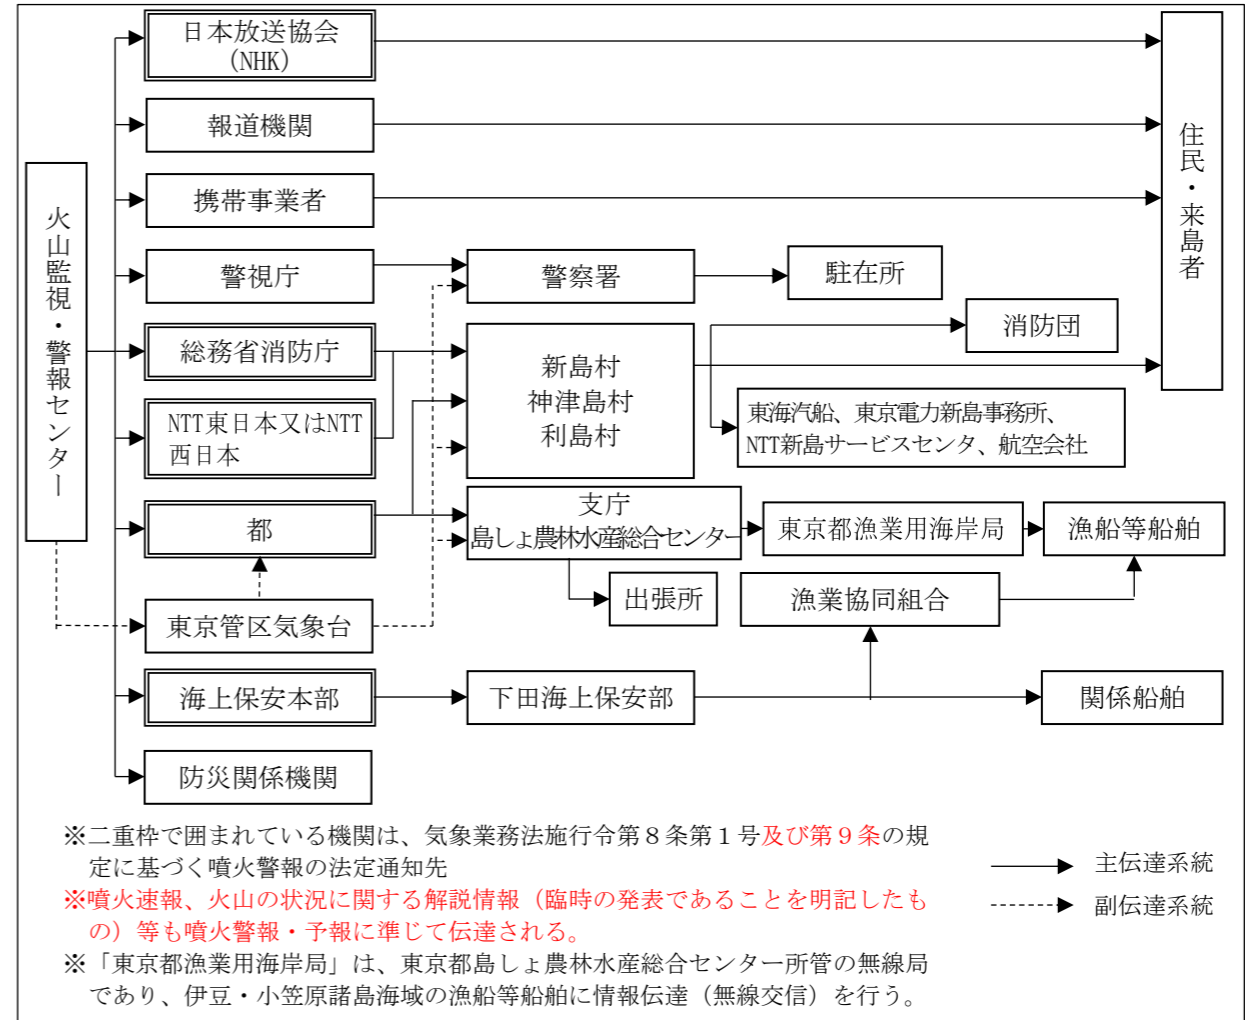 日本放送協会
(NHK)
報道機関
携帯事業者
警視庁
総務省消防庁
NTT東日本又はNTT
西日本
都
東京管区気象台
海上保安本部
防災関係機関
火山監視・警報センター
警察署
駐在所
新島村
神津島村
利島村
消防団
東海汽船、東京電力新島事務所、
NTT新島サービスセンタ、航空会社
住民・来島者
支庁
島しょ農林水産総合センター
東京都漁業用海岸局
漁船等船舶
出張所
漁業協同組合
下田海上保安部
関係船舶
※二重枠で囲まれている機関は、気象業務法施行令第８条第１号及び第９条の規
定に基づく噴火警報の法定通知先
※噴火速報、火山の状況に関する解説情報（臨時の発表であることを明記したも
の）等も噴火警報・予報に準じて伝達される。
※「東京都漁業用海岸局」は、東京都島しょ農林水産総合センター所管の無線局
であり、伊豆・小笠原諸島海域の漁船等船舶に情報伝達（無線交信）を行う。
主伝達系統
副伝達系統